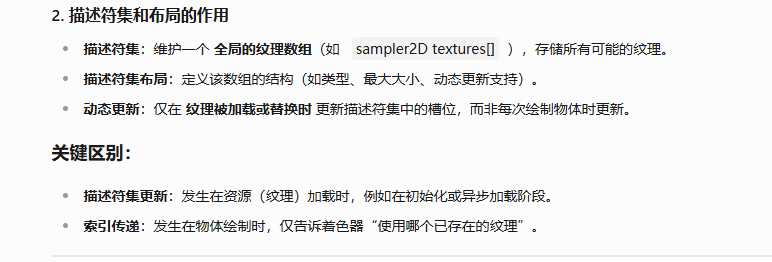 2. 描述符集和布局的作用
描述符集：维护一个 全局的纹理数组（如 sampler2D textures[] ），存储所有可能的纹理。
描述符集布局：定义该数组的结构（如类型、最大大小、动态更新支持）。
动态更新：仅在 纹理被加载或替换时 更新描述符集中的槽位，而非每次绘制物体时更新。
关键区别：
描述符集更新：发生在资源（纹理）加载时，例如在初始化或异步加载阶段。
索引传递：发生在物体绘制时，仅告诉着色器“使用哪个已存在的纹理”。